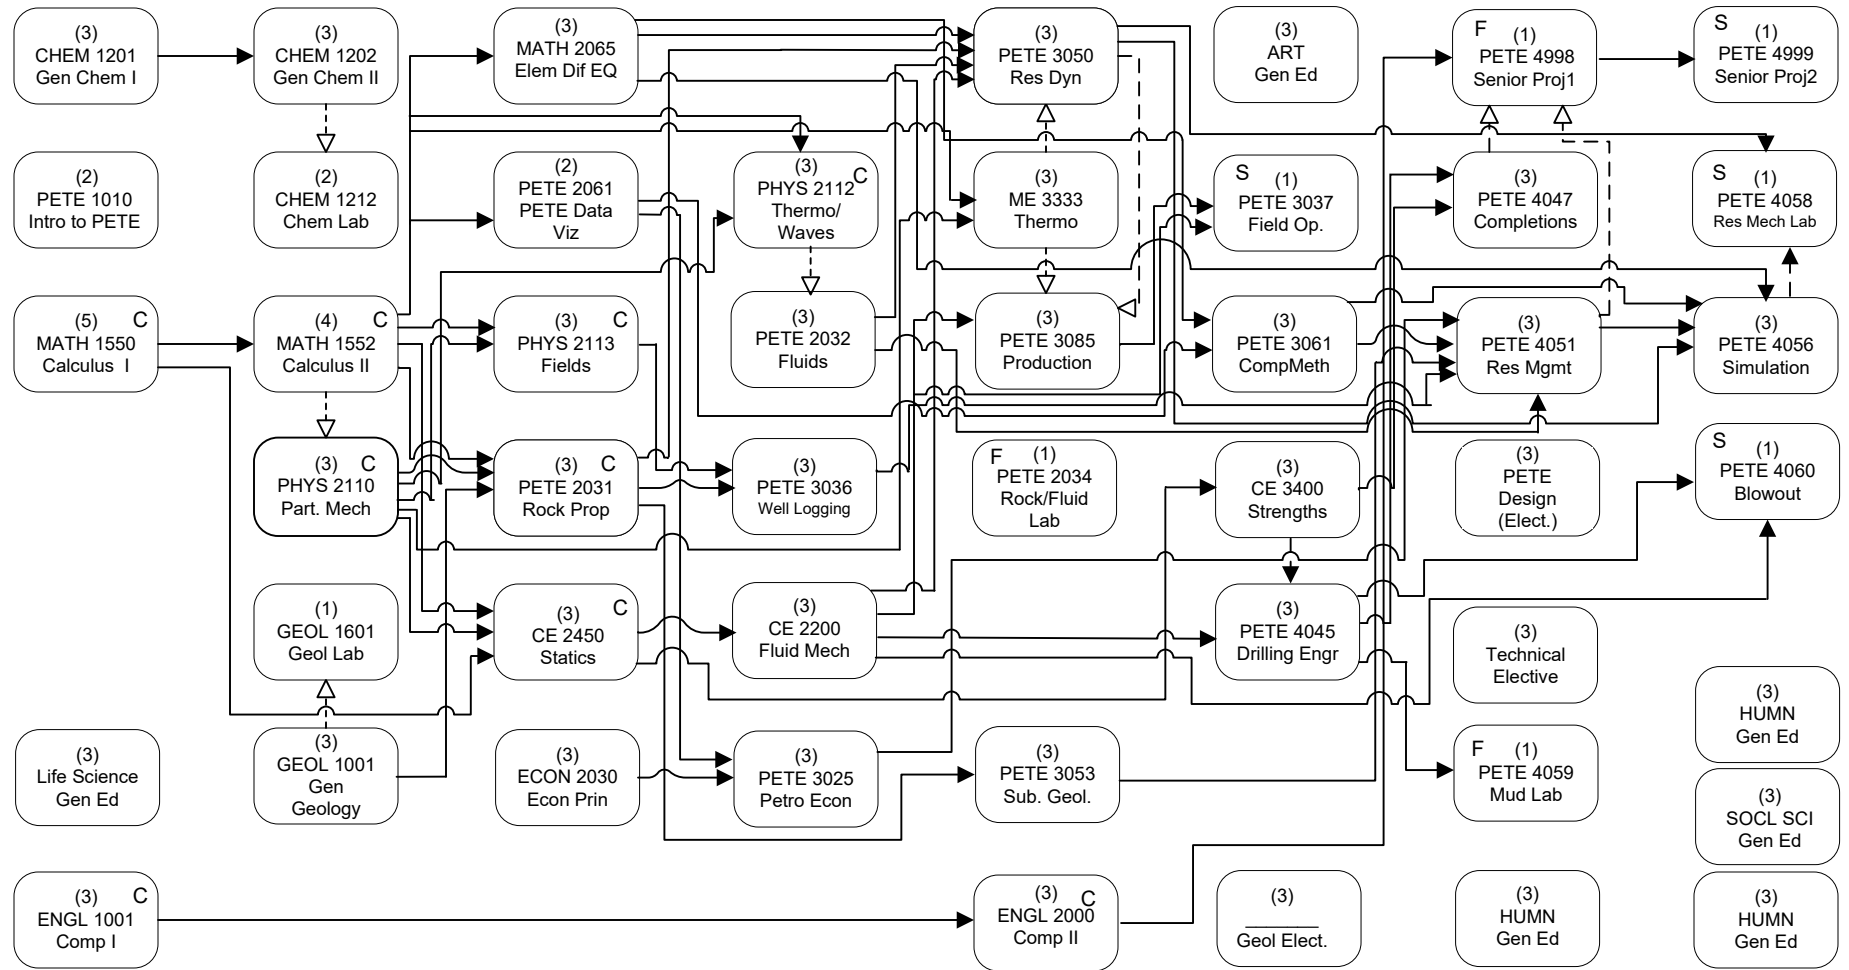 (3)
CHEM 1201
Gen Chem I
(2)
PETE 1010
Intro to PETE
(5) C
MATH 1550
Calculus I
(3)
Life Science
Gen Ed
(3) C
ENGL 1001
Comp I
(3)
CHEM 1202
Gen Chem II
(2)
CHEM 1212
Chem Lab
(4) C
MATH 1552
Calculus II
(3) C
PHYS 2110
Part. Mech
(1)
GEOL 1601
Geol Lab
(3)
GEOL 1001
Gen
Geology
(3)
MATH 2065
Elem Dif EQ
(2)
PETE 2061
PETE Data
Viz
(3) C
PHYS 2113
Fields
(3) C
PETE 2031
Rock Prop
(3) C
CE 2450
Statics
(3)
ECON 2030
Econ Prin
(3) C
PHYS 2112
Thermo/
Waves
(3)
PETE 2032
Fluids
(3)
PETE 3036
Well Logging
(3)
CE 2200
Fluid Mech
(3)
PETE 3025
Petro Econ
(3)
PETE 3050
Res Dyn
(3)
ME 3333
Thermo
(3)
PETE 3085
Production
F (1)
PETE 2034
Rock/Fluid
Lab
(3)
PETE 3053
Sub. Geol.
(3) C
ENGL 2000
Comp II
(3)
ART
Gen Ed
S (1)
PETE 3037
Field Op.
(3)
PETE 3061
CompMeth
(3)
CE 3400
Strengths
(3)
PETE 4045
Drilling Engr
(3)
_______
Geol Elect.
F (1)
PETE 4998
Senior Proj1
(3)
PETE 4047
Completions
(3)
PETE 4051
Res Mgmt
(3)
PETE
Design
(Elect.)
(3)
Technical
Elective
F (1)
PETE 4059
Mud Lab
(3)
HUMN
Gen Ed
S (1)
PETE 4999
Senior Proj2
S (1)
PETE 4058
Res Mech Lab
(3)
PETE 4056
Simulation
S (1)
PETE 4060
Blowout
(3)
HUMN
Gen Ed
(3)
SOCL SCI
Gen Ed
(3)
HUMN
Gen Ed